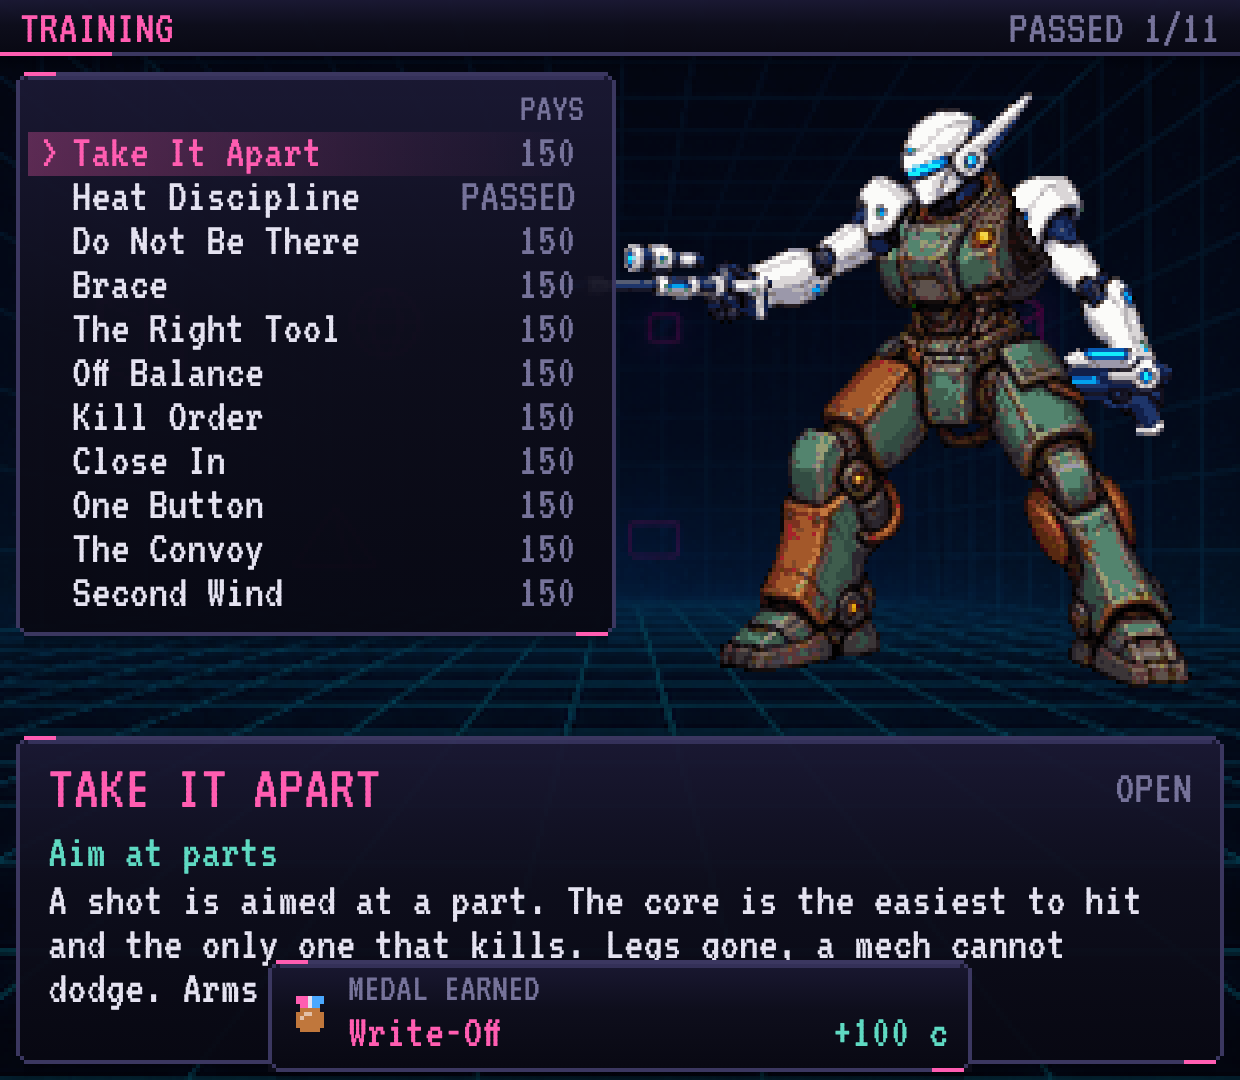 TRAINING
PASSED 1/11
PAYS
> Take It Apart 150
Heat Discipline PASSED
Do Not Be There 150
Brace 150
The Right Tool 150
Off Balance 150
Kill Order 150
Close In 150
One Button 150
The Convoy 150
Second Wind 150
TAKE IT APART
OPEN
Aim at parts
A shot is aimed at a part. The core is the easiest to hit
and the only one that kills. Legs gone, a mech cannot
dodge. Arms
MEDAL EARNED
Write-Off +100 c